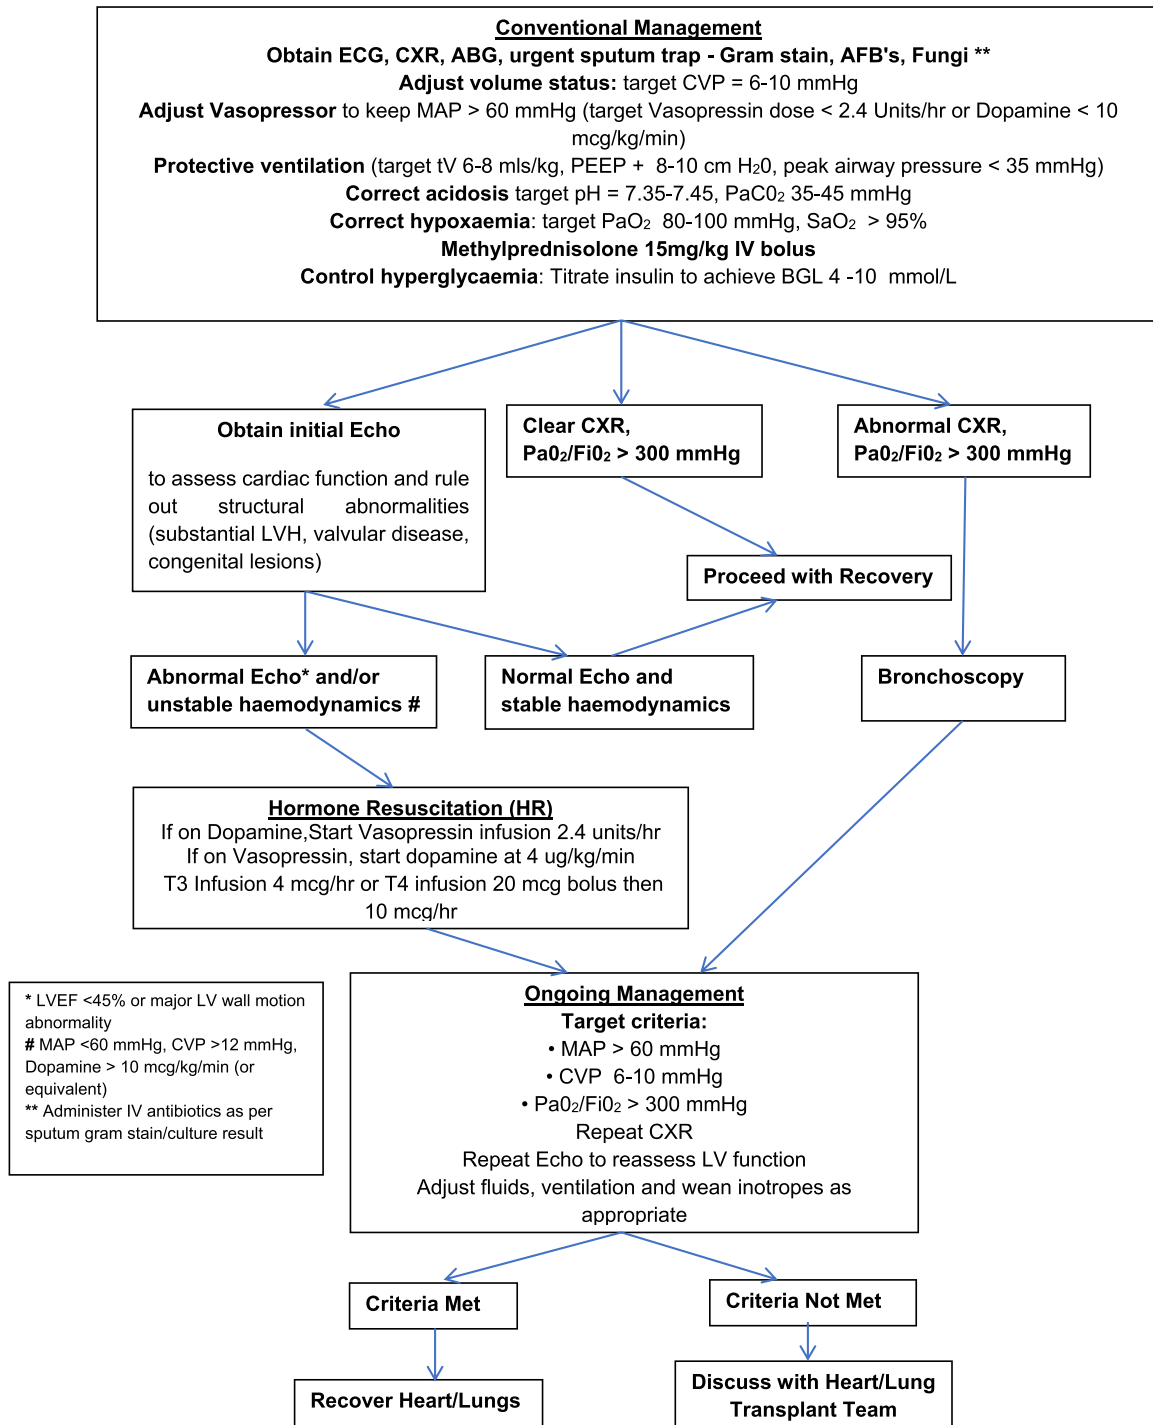 Conventional Management
Obtain ECG, CXR, ABG, urgent sputum trap - Gram stain, AFB's, Fungi **
Adjust volume status: target CVP = 6-10 mmHg
Adjust Vasopressor to keep MAP > 60 mmHg (target Vasopressin dose < 2.4 Units/hr or Dopamine < 10
mcg/kg/min)
Protective ventilation (target tV 6-8 mls/kg, PEEP + 8-10 cm H₂0, peak airway pressure < 35 mmHg)
Correct acidosis target pH = 7.35-7.45, PaC0₂ 35-45 mmHg
Correct hypoxaemia: target PaO₂ 80-100 mmHg, SaO₂ > 95%
Methylprednisolone 15mg/kg IV bolus
Control hyperglycaemia: Titrate insulin to achieve BGL 4 -10 mmol/L
Obtain initial Echo
to assess cardiac function and rule
out structural abnormalities
(substantial LVH, valvular disease,
congenital lesions)
Clear CXR,
Pa0₂/Fi0₂ > 300 mmHg
Abnormal CXR,
Pa0₂/Fi0₂ > 300 mmHg
Proceed with Recovery
Abnormal Echo* and/or
unstable haemodynamics #
Normal Echo and
stable haemodynamics
Bronchoscopy
Hormone Resuscitation (HR)
If on Dopamine,Start Vasopressin infusion 2.4 units/hr
If on Vasopressin, start dopamine at 4 ug/kg/min
T3 Infusion 4 mcg/hr or T4 infusion 20 mcg bolus then
10 mcg/hr
* LVEF <45% or major LV wall motion
abnormality
# MAP <60 mmHg, CVP >12 mmHg,
Dopamine > 10 mcg/kg/min (or
equivalent)
** Administer IV antibiotics as per
sputum gram stain/culture result
Ongoing Management
Target criteria:
• MAP > 60 mmHg
• CVP 6-10 mmHg
• Pa0₂/Fi0₂ > 300 mmHg
Repeat CXR
Repeat Echo to reassess LV function
Adjust fluids, ventilation and wean inotropes as
appropriate
Criteria Met
Criteria Not Met
Recover Heart/Lungs
Discuss with Heart/Lung
Transplant Team